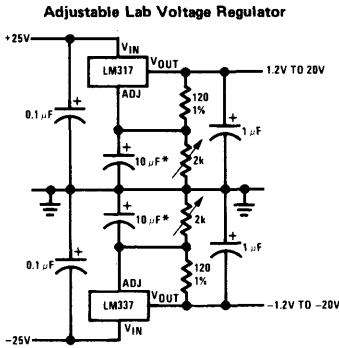 Adjustable Lab Voltage Regulator
+25V
VIN
LM317
VOUT
1.2V TO 20V
ADJ
120
1%
0.1 μF
+
+
1 μF
+
10 μF*
2k
+
10 μF*
2k
+
1 μF
+
0.1 μF
120
1%
ADJ
LM337
VOUT
−1.2V TO −20V
VIN
−25V